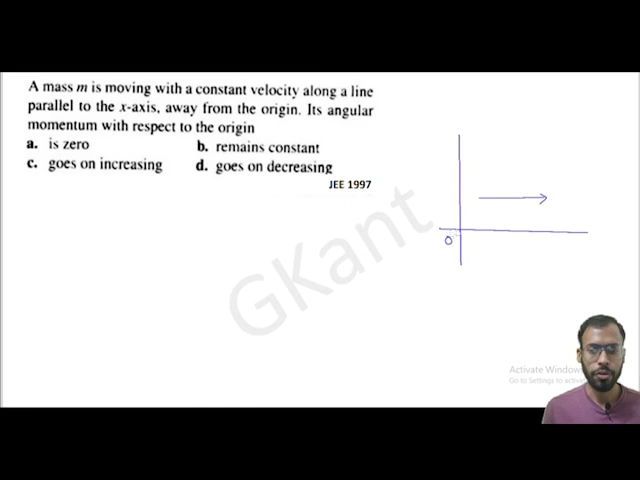 A mass m is moving with a constant velocity along a line
parallel to the x-axis, away from the origin. Its angular
momentum with respect to the origin
a. is zero b. remains constant
c. goes on increasing d. goes on decreasing
JEE 1997
GKant
O
Activate Window
Go to Settings to activa